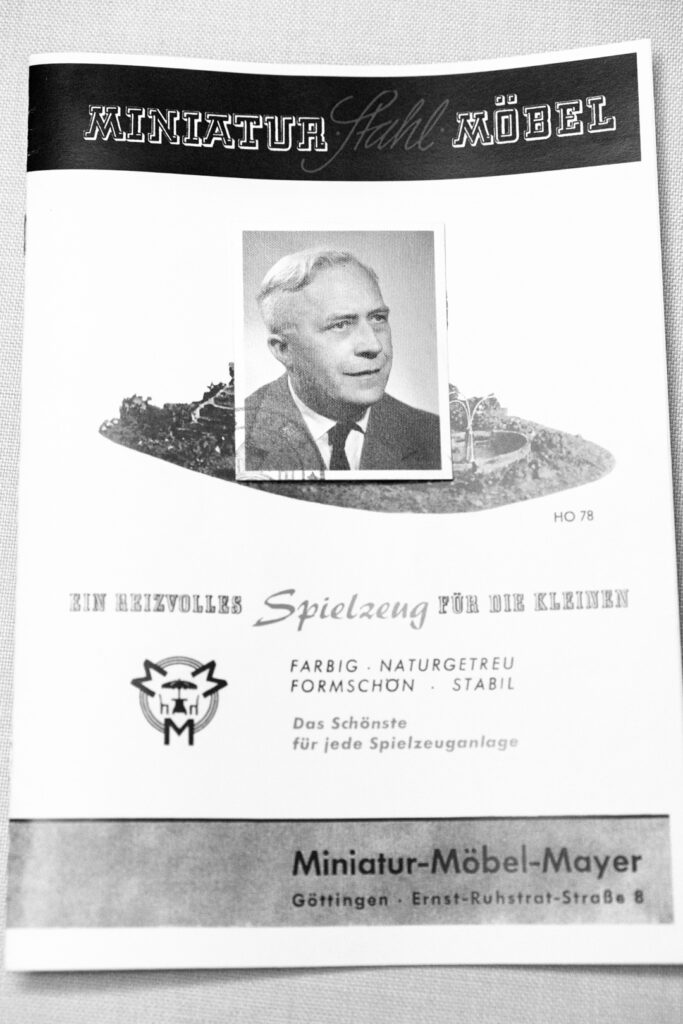 MINIATUR · Stahl · MÖBEL
HO 78
EIN REIZVOLLES Spielzeug FÜR DIE KLEINEN
FARBIG · NATURGETREU
FORMSCHÖN · STABIL
M M
M
Das Schönste
für jede Spielzeuganlage
Miniatur-Möbel-Mayer
Göttingen · Ernst-Ruhstrat-Straße 8